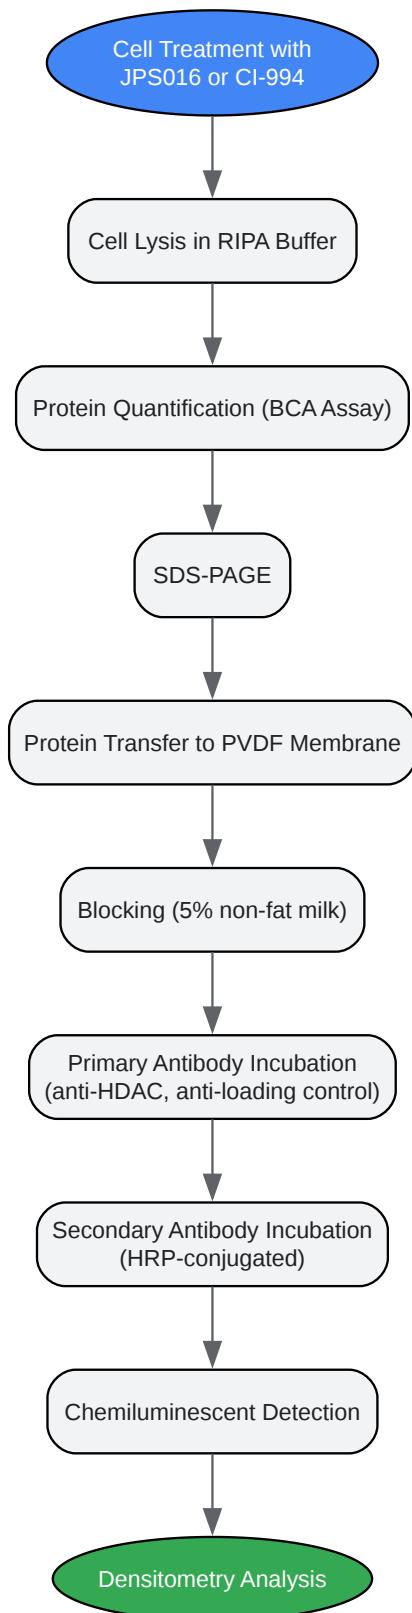 Cell Treatment with
JPS016 or CI-994
Cell Lysis in RIPA Buffer
Protein Quantification (BCA Assay)
SDS-PAGE
Protein Transfer to PVDF Membrane
Blocking (5% non-fat milk)
Primary Antibody Incubation
(anti-HDAC, anti-loading control)
Secondary Antibody Incubation
(HRP-conjugated)
Chemiluminescent Detection
Densitometry Analysis